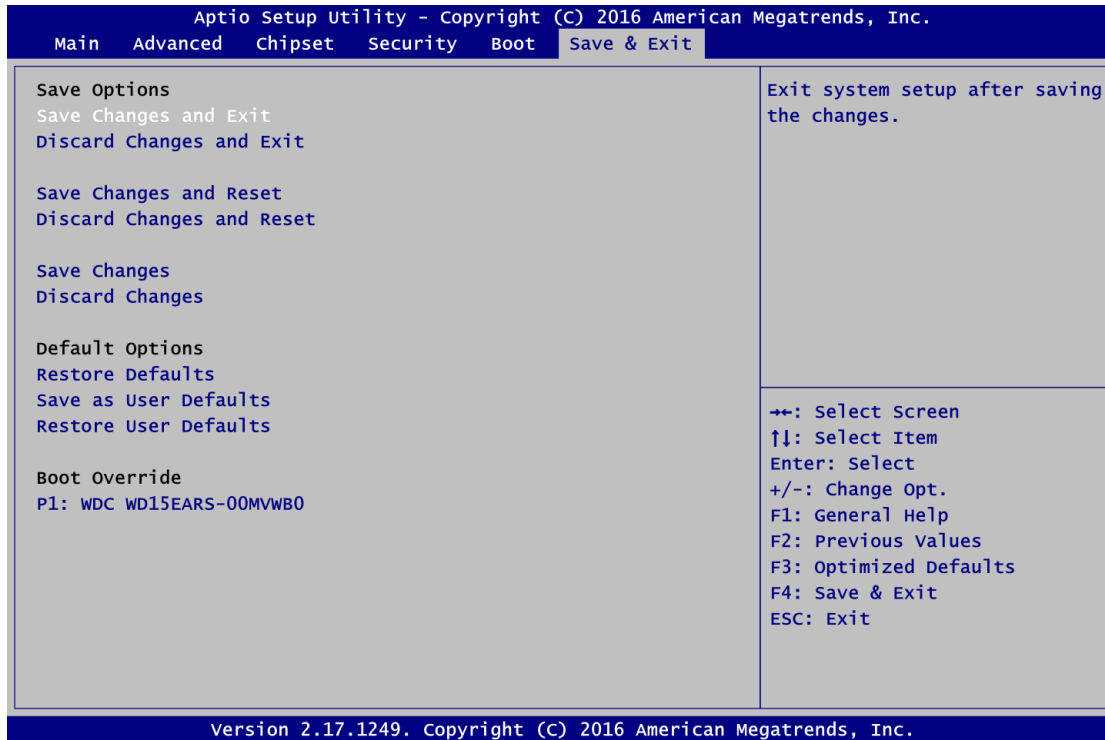 Aptio Setup Utility - Copyright (C) 2016 American Megatrends, Inc.
Main Advanced Chipset Security Boot Save & Exit
Save Options
Save Changes and Exit
Discard Changes and Exit
Save Changes and Reset
Discard Changes and Reset
Save Changes
Discard Changes
Default Options
Restore Defaults
Save as User Defaults
Restore User Defaults
Boot Override
P1: WDC WD15EARS-00MVWB0
Exit system setup after saving
the changes.
→←: Select Screen
↑↓: Select Item
Enter: Select
+/-: Change Opt.
F1: General Help
F2: Previous Values
F3: Optimized Defaults
F4: Save & Exit
ESC: Exit
Version 2.17.1249. Copyright (C) 2016 American Megatrends, Inc.